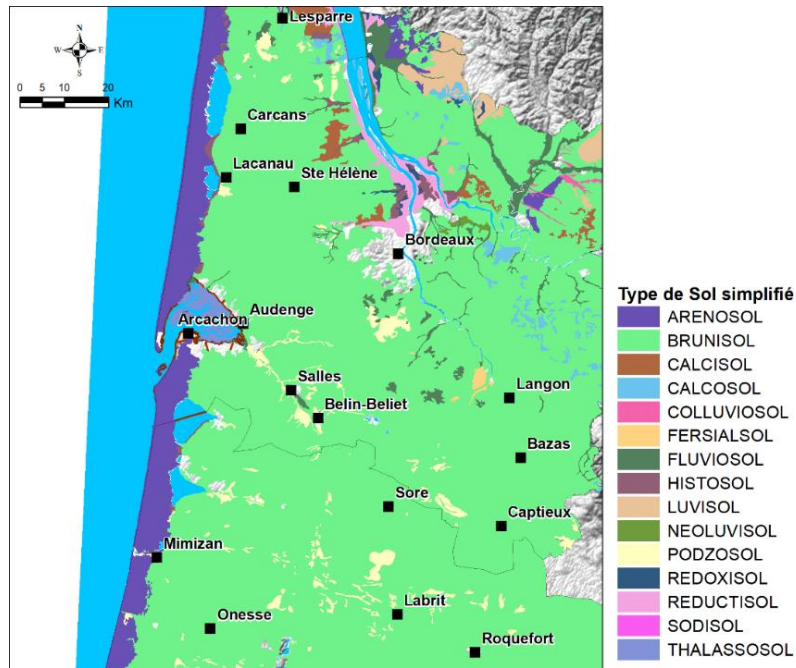 Lesparre
N
W E
S
0 5 10 20
Km
Carcans
Lacanau
Ste Hélène
Bordeaux
Audenge
Arcachon
Salles
Belin-Beliet
Langon
Bazas
Sore
Captieux
Mimizan
Labrit
Onesse
Roquefort
Type de Sol simplifié
ARENOSOL
BRUNISOL
CALCISOL
CALCOSOL
COLLUVIOSOL
FERSIALSOL
FLUVIOSOL
HISTOSOL
LUVISOL
NEOLUVISOL
PODZOSOL
REDOXISOL
REDUCTISOL
SODISOL
THALASSOSOL